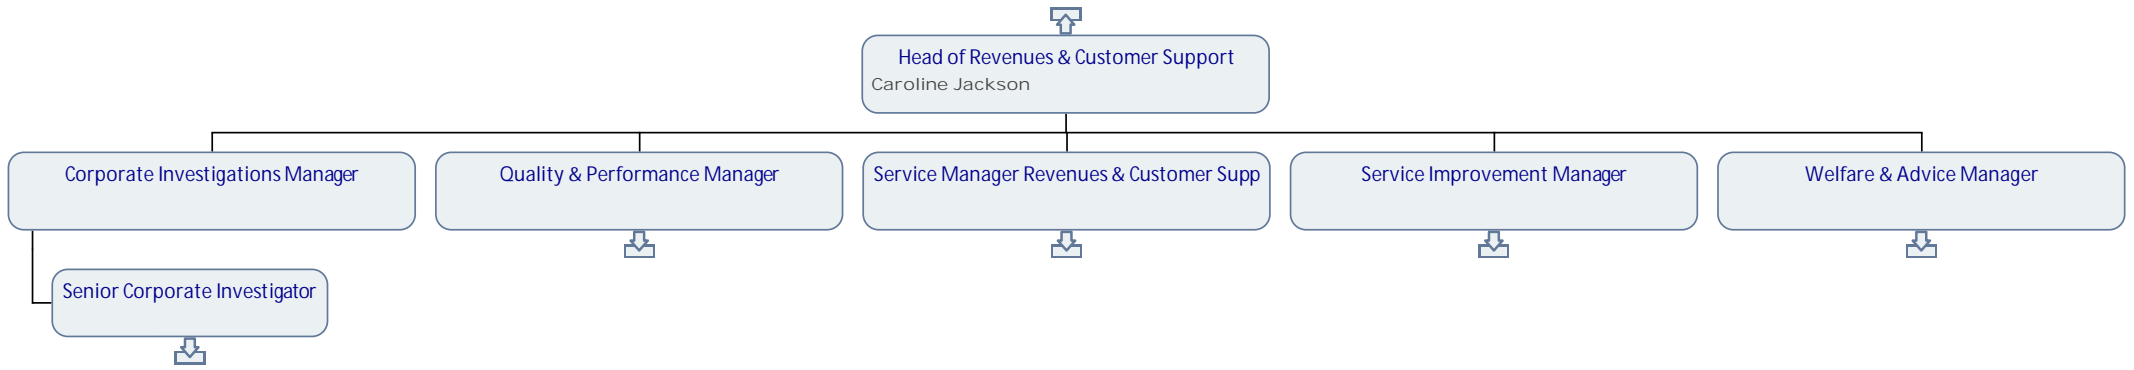 Head of Revenues & Customer Support
Caroline Jackson
Corporate Investigations Manager
Quality & Performance Manager
Service Manager Revenues & Customer Supp
Service Improvement Manager
Welfare & Advice Manager
Senior Corporate Investigator